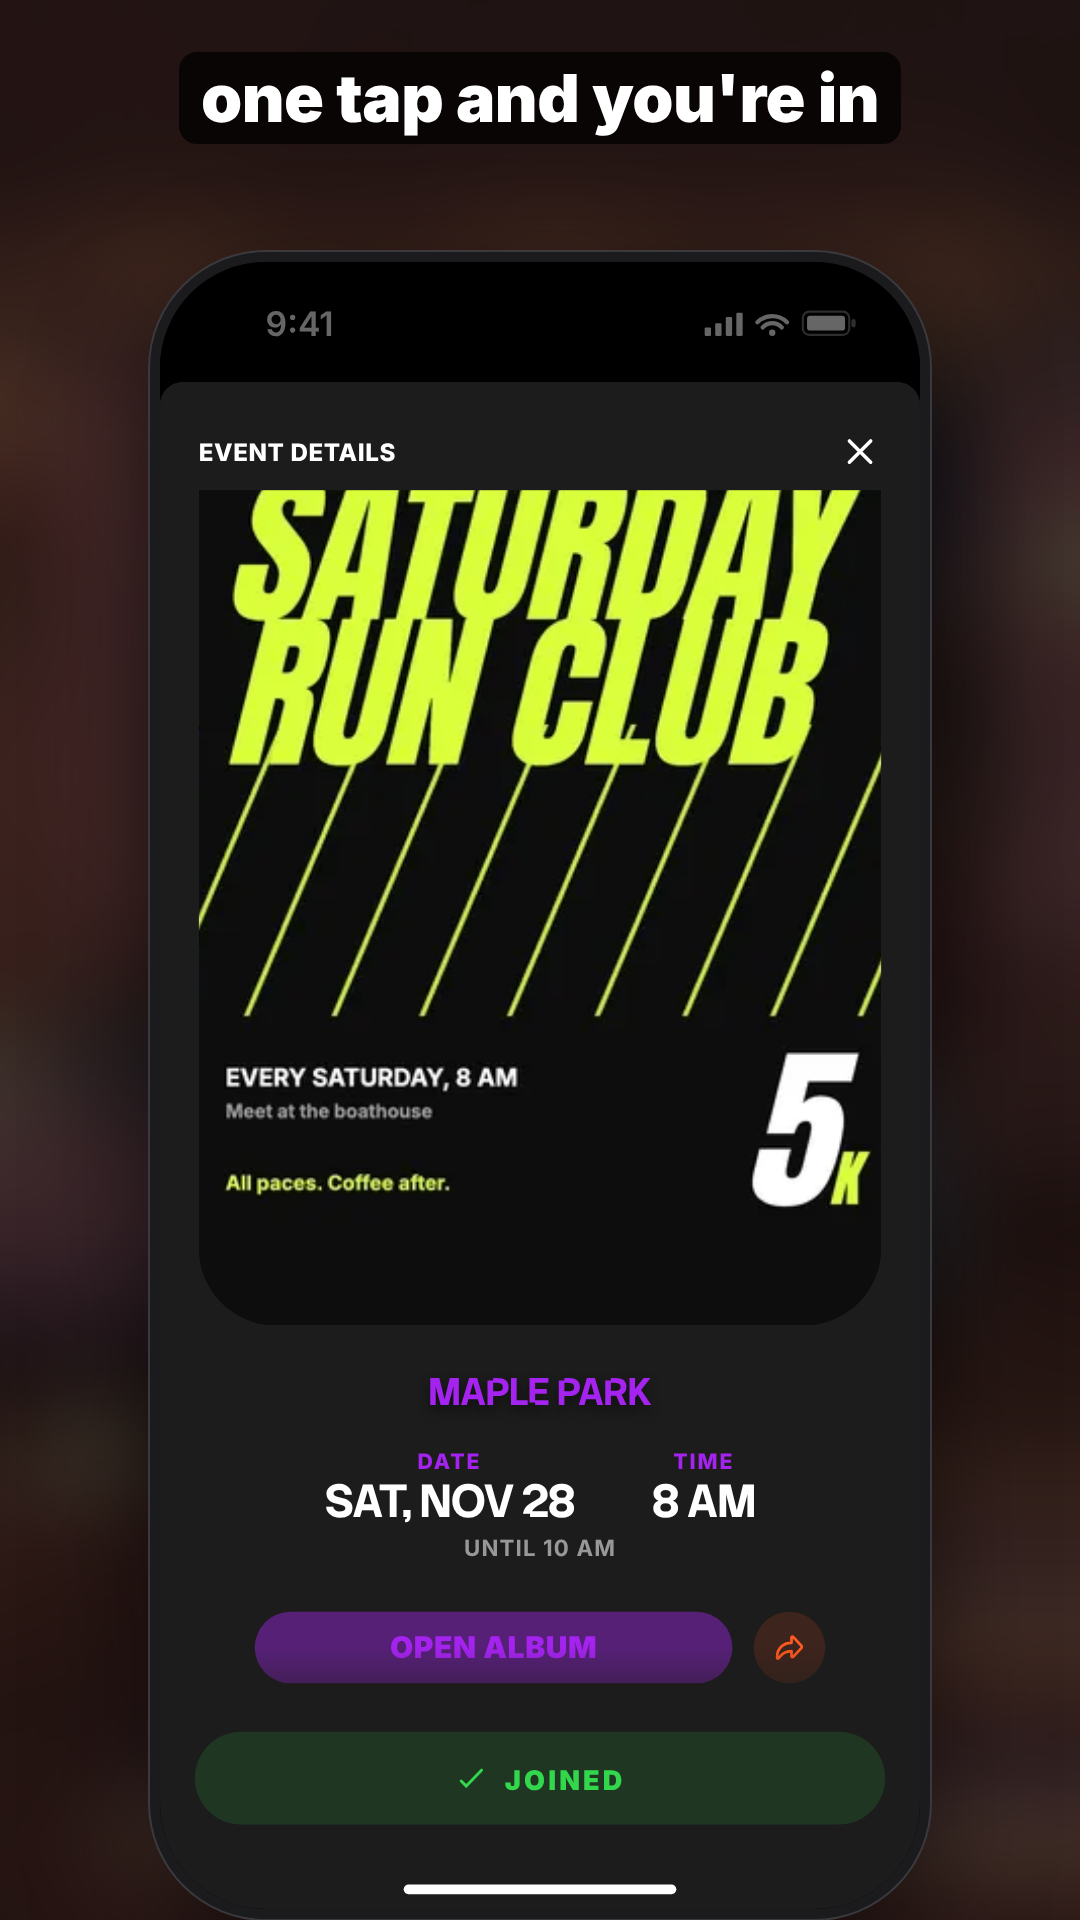 one tap and you're in
9:41
EVENT DETAILS
SATURDAY
RUN CLUB
EVERY SATURDAY, 8 AM
Meet at the boathouse
All paces. Coffee after.
5K
MAPLE PARK
DATE TIME
SAT, NOV 28 8 AM
UNTIL 10 AM
OPEN ALBUM
JOINED